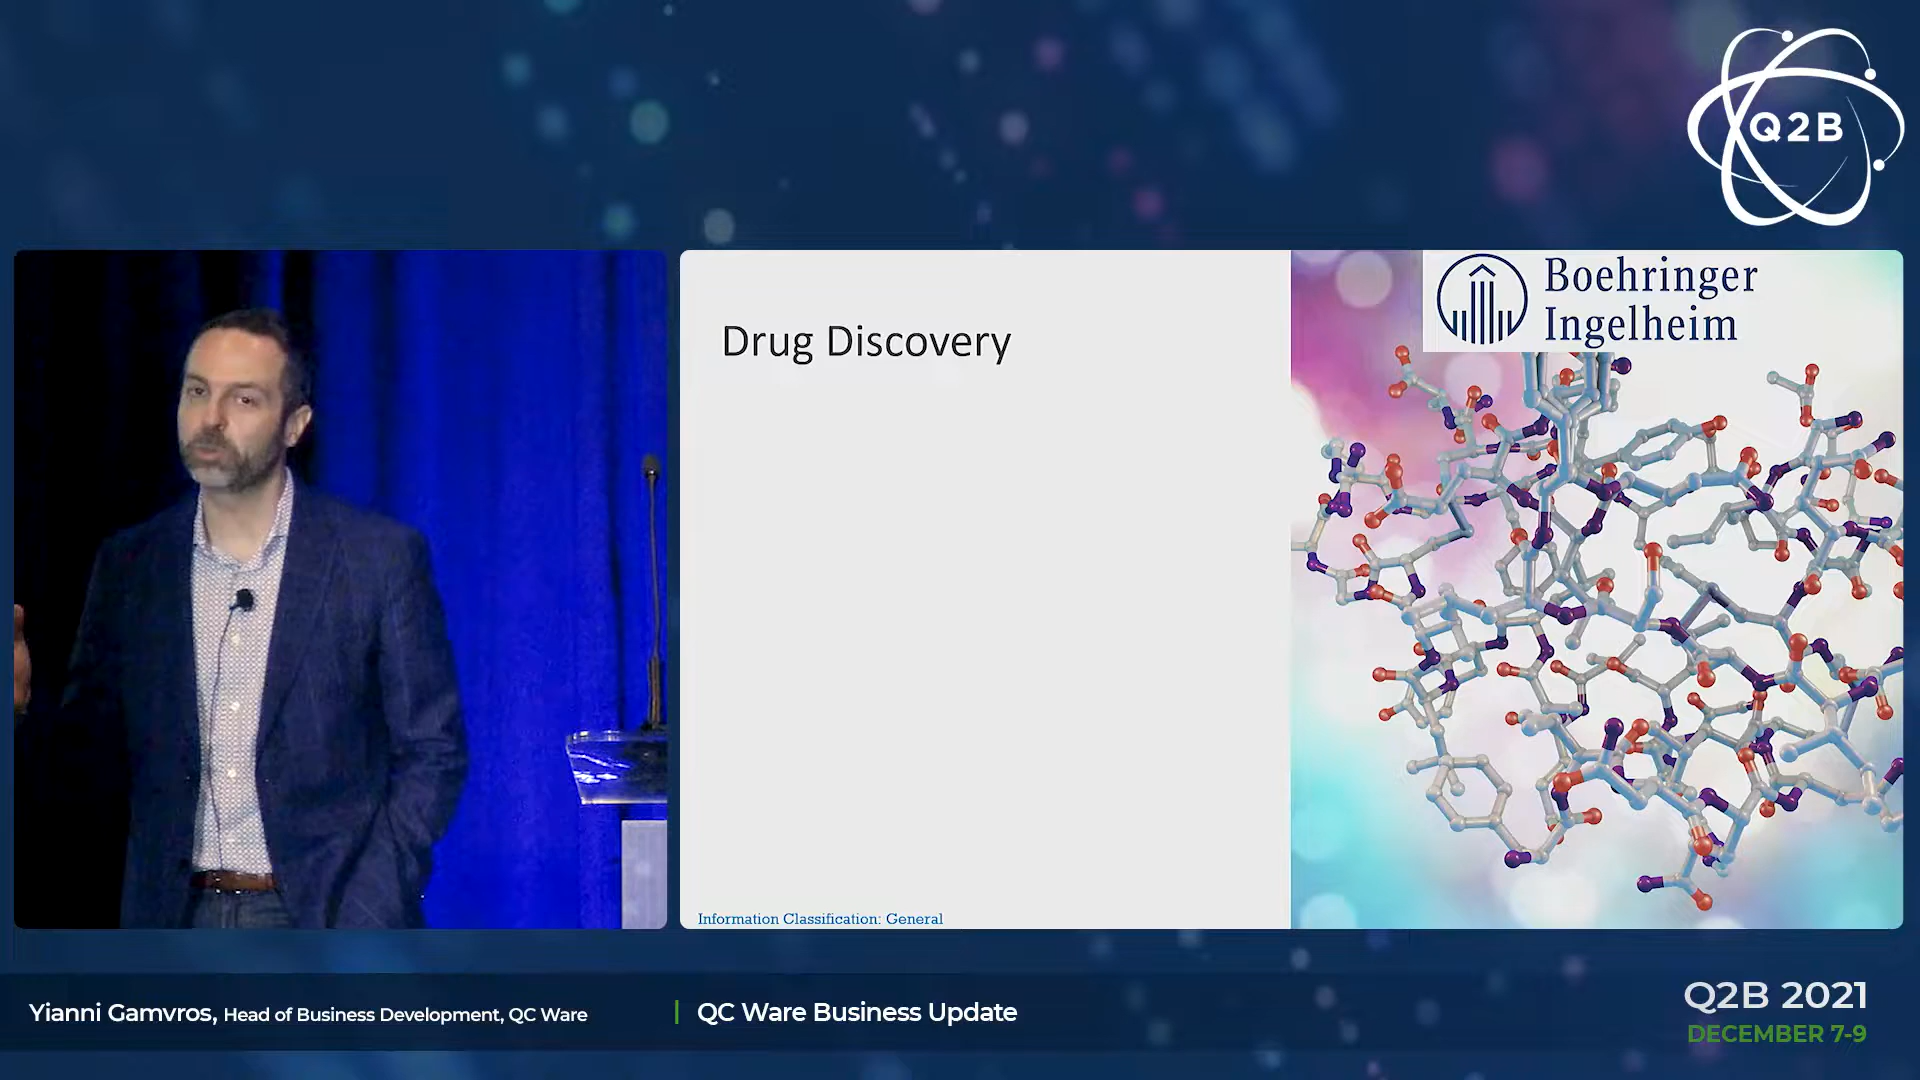 Q2B
Boehringer
Ingelheim
Drug Discovery
Information Classification: General
Yianni Gamvros, Head of Business Development, QC Ware
QC Ware Business Update
Q2B 2021
DECEMBER 7-9